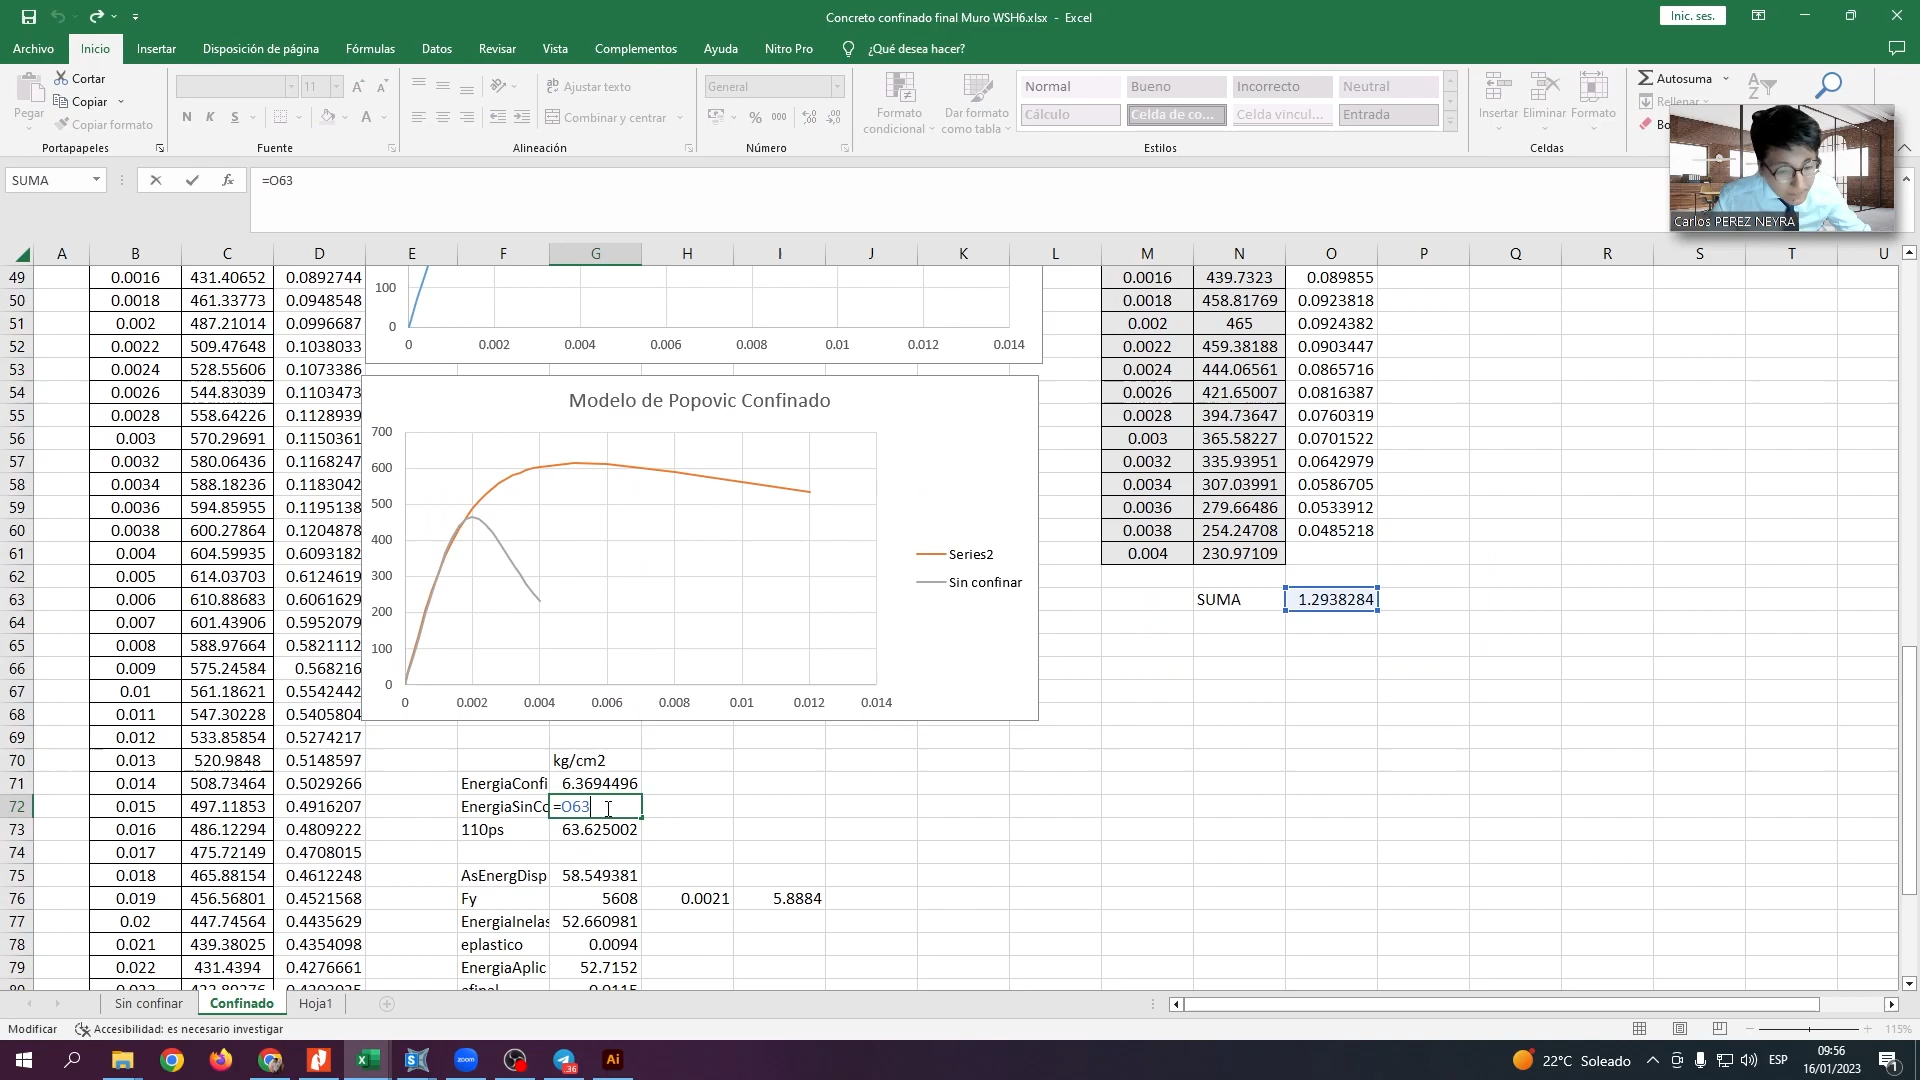 Concreto confinado final Muro WSH6.xlsx - Excel
Inic. ses.
Archivo Inicio Insertar Disposición de página Fórmulas Datos Revisar Vista Complementos Ayuda Nitro Pro ¿Qué desea hacer?
Pegar
Cortar
Copiar
Copiar formato
Portapapeles
11
N K S
Fuente
Ajustar texto
Combinar y centrar
Alineación
General
% 000
Número
Formato condicional
Dar formato como tabla
Normal Bueno Incorrecto Neutral
Cálculo Celda de co... Celda vincul... Entrada
Estilos
Insertar Eliminar Formato
Celdas
Autosuma
Rellenar
Carlos PEREZ NEYRA
SUMA
fx
=O63
A B C D E F G H I J K L M N O P Q R S T U
49 0.0016 431.40652 0.0892744 0.0016 439.7323 0.089855
50 0.0018 461.33773 0.0948548 0.0018 458.81769 0.0923818
51 0.002 487.21014 0.0996687 0.002 465 0.0924382
52 0.0022 509.47648 0.1038033 0.0022 459.38188 0.0903447
53 0.0024 528.55606 0.1073386 0.0024 444.06561 0.0865716
54 0.0026 544.83039 0.1103473 0.0026 421.65007 0.0816387
55 0.0028 558.64226 0.1128939 0.0028 394.73647 0.0760319
56 0.003 570.29691 0.1150361 0.003 365.58227 0.0701522
57 0.0032 580.06436 0.1168247 0.0032 335.93951 0.0642979
58 0.0034 588.18236 0.1183042 0.0034 307.03991 0.0586705
59 0.0036 594.85955 0.1195138 0.0036 279.66486 0.0533912
60 0.0038 600.27864 0.1204878 0.0038 254.24708 0.0485218
61 0.004 604.59935 0.6093182 0.004 230.97109
62 0.005 614.03703 0.6124619
63 0.006 610.88683 0.6061629 SUMA 1.2938284
64 0.007 601.43906 0.5952079
65 0.008 588.97664 0.5821112
66 0.009 575.24584 0.568216
67 0.01 561.18621 0.5542442
68 0.011 547.30228 0.5405804
69 0.012 533.85854 0.5274217
70 0.013 520.9848 0.5148597 kg/cm2
71 0.014 508.73464 0.5029266 EnergiaConfi 6.3694496
72 0.015 497.11853 0.4916207 EnergiaSinCo =O63
73 0.016 486.12294 0.4809222 110ps 63.625002
74 0.017 475.72149 0.4708015
75 0.018 465.88154 0.4612248 AsEnergDisp 58.549381
76 0.019 456.56801 0.4521568 Fy 5608 0.0021 5.8884
77 0.02 447.74564 0.4435629 EnergiaInelas 52.660981
78 0.021 439.38025 0.4354098 eplastico 0.0094
79 0.022 431.4394 0.4276661 EnergiaAplic 52.7152
100
0
0 0.002 0.004 0.006 0.008 0.01 0.012 0.014
Modelo de Popovic Confinado
700
600
500
400
300
200
100
0
0 0.002 0.004 0.006 0.008 0.01 0.012 0.014
Series2
Sin confinar
Sin confinar Confinado Hoja1
Modificar Accesibilidad: es necesario investigar
115%
zoom
36
Ai
22°C Soleado
ESP
09:56
16/01/2023
1